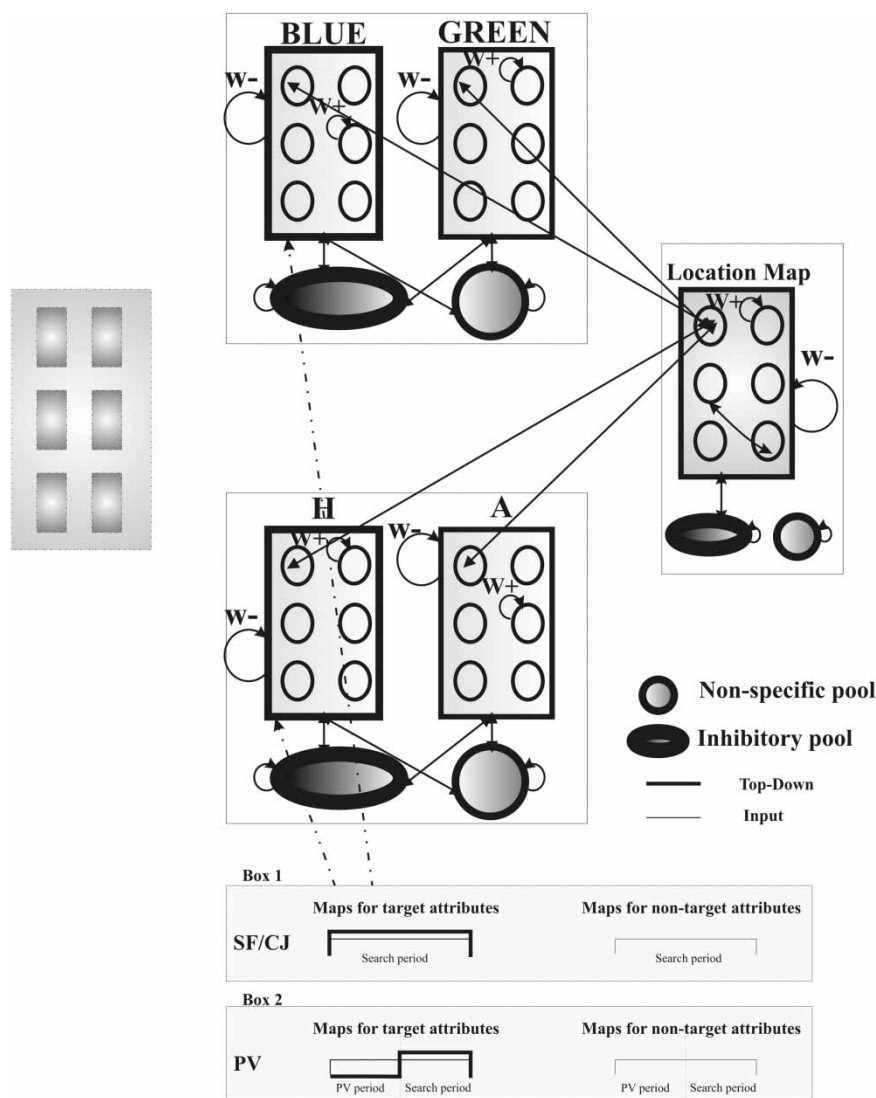 BLUE GREEN
w- W+ w- W+
Location Map
W+
w-
H A
W+ w-
w- W+
Non-specific pool
Inhibitory pool
Top-Down
Input
Box 1
Maps for target attributes Maps for non-target attributes
SF/CJ
Search period Search period
Box 2
Maps for target attributes Maps for non-target attributes
PV
PV period Search period PV period Search period